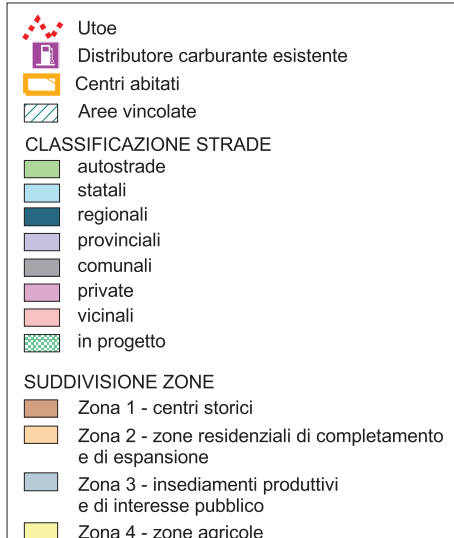 Utoe
Distributore carburante esistente
Centri abitati
Aree vincolate
CLASSIFICAZIONE STRADE
autostrade
statali
regionali
provinciali
comunali
private
vicinali
in progetto
SUDDIVISIONE ZONE
Zona 1 - centri storici
Zona 2 - zone residenziali di completamento
e di espansione
Zona 3 - insediamenti produttivi
e di interesse pubblico
Zona 4 - zone agricole